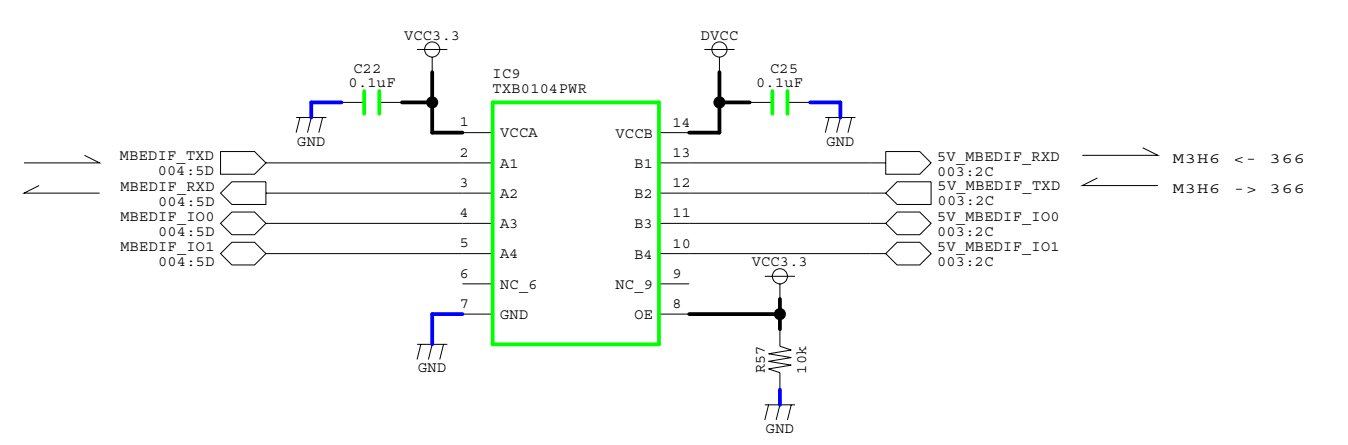 VCC3.3
DVCC
C22
0.1uF
IC9
TXB0104PWR
C25
0.1uF
GND
GND
1
VCCA
VCCB
14
MBEDIF_TXD
004:5D
2
A1
B1
13
5V_MBEDIF_RXD
003:2C
M3H6 <- 366
MBEDIF_RXD
004:5D
3
A2
B2
12
5V_MBEDIF_TXD
003:2C
M3H6 -> 366
MBEDIF_IO0
004:5D
4
A3
B3
11
5V_MBEDIF_IO0
003:2C
MBEDIF_IO1
004:5D
5
A4
B4
10
5V_MBEDIF_IO1
003:2C
VCC3.3
6
NC_6
NC_9
9
7
GND
OE
8
GND
R57
10k
GND